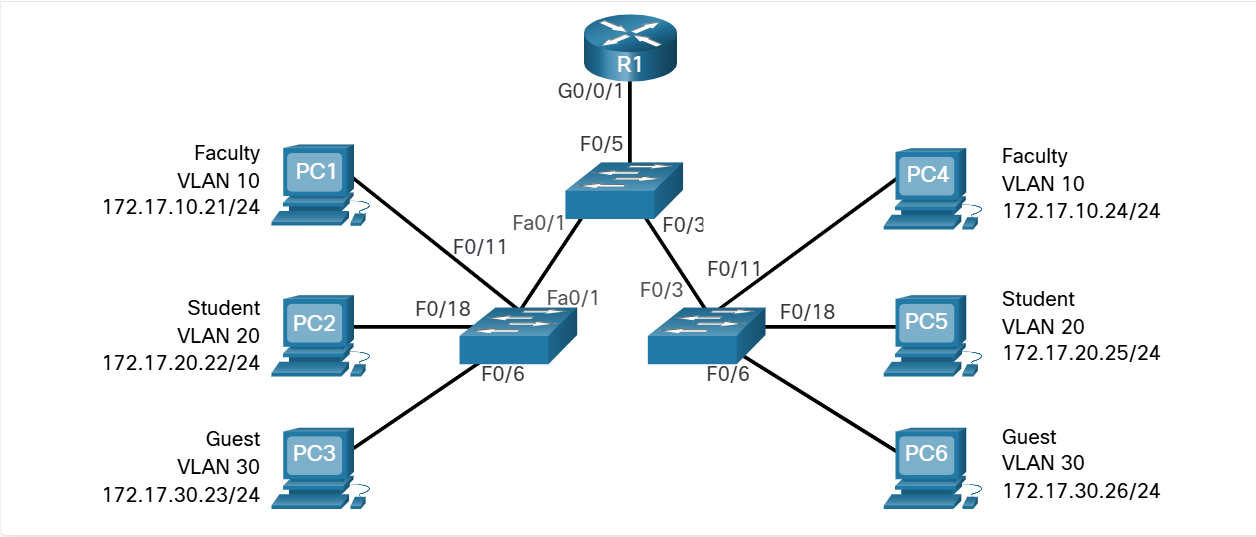 R1
G0/0/1
F0/5
Faculty
VLAN 10
172.17.10.21/24
PC1
PC4
Faculty
VLAN 10
172.17.10.24/24
Fa0/1
F0/3
F0/11
F0/11
Student
VLAN 20
172.17.20.22/24
PC2
F0/18
Fa0/1
F0/3
F0/18
PC5
Student
VLAN 20
172.17.20.25/24
F0/6
F0/6
Guest
VLAN 30
172.17.30.23/24
PC3
PC6
Guest
VLAN 30
172.17.30.26/24